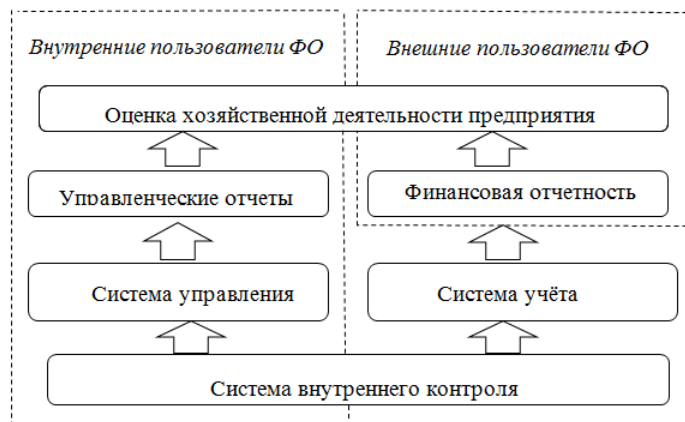 Внутренние пользователи ФО
Внешние пользователи ФО
Оценка хозяйственной деятельности предприятия
Управленческие отчеты
Финансовая отчетность
Система управления
Система учёта
Система внутреннего контроля